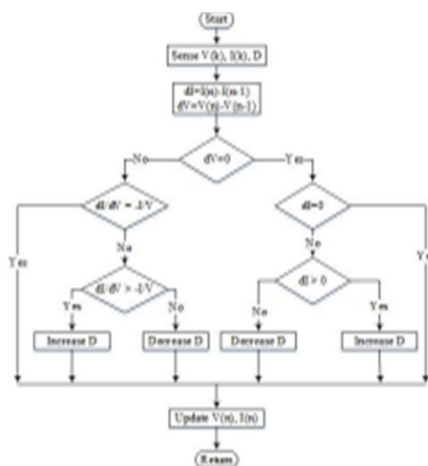 Start
Sense V(k), I(k), D
dI=I(n)-I(n-1)
dV=V(n)-V(n-1)
dV=0
No
Yes
dI/dV = -I/V
dI=0
Yes
No
No
Yes
dI/dV > -I/V
dI > 0
Yes
No
No
Yes
Increase D
Decrease D
Decrease D
Increase D
Update V(n), I(n)
Return